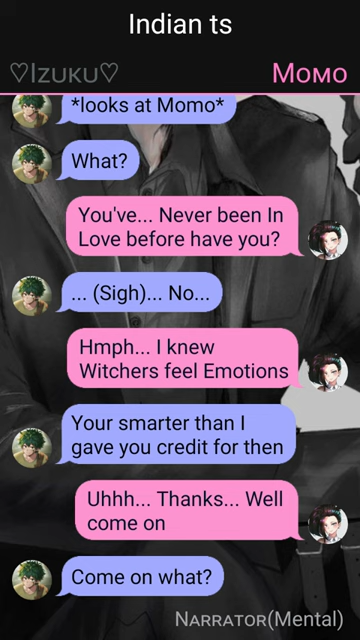 Indian ts
♡Izuku♡
Momo
*looks at Momo*
What?
You've... Never been In
Love before have you?
... (Sigh)... No...
Hmph... I knew
Witchers feel Emotions
Your smarter than I
gave you credit for then
Uhhh... Thanks... Well
come on
Come on what?
Narrator(Mental)